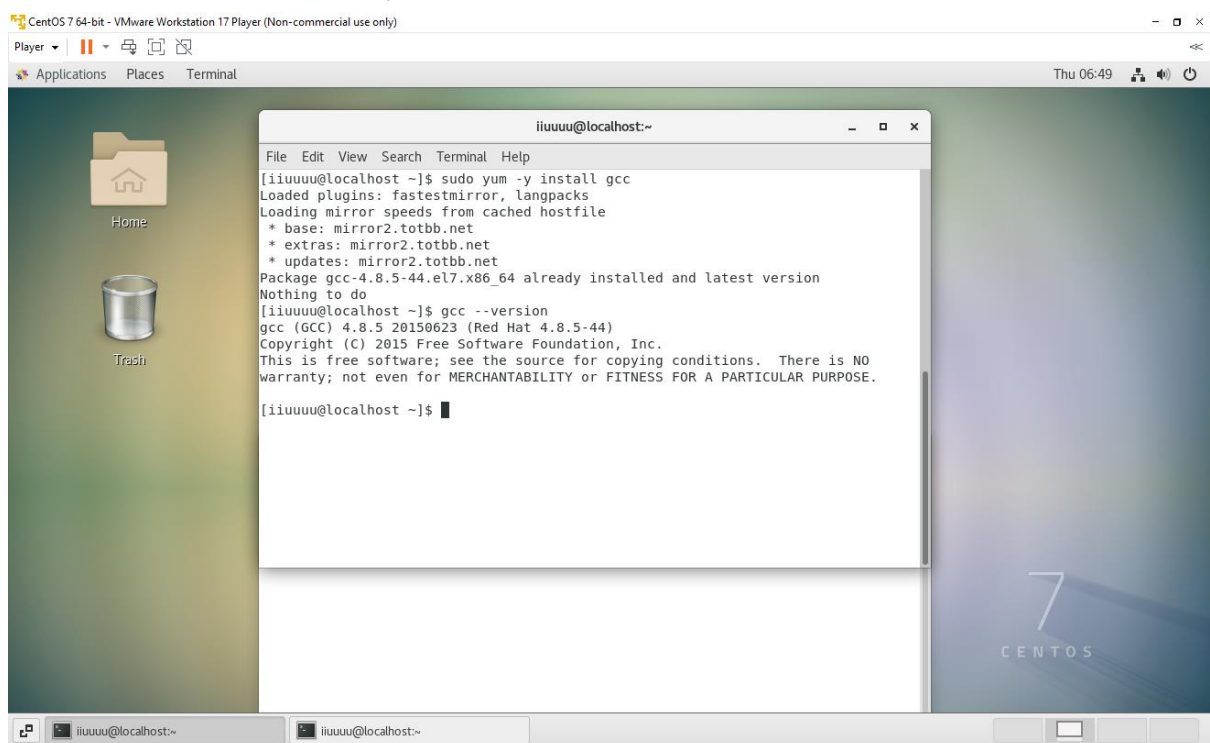 CentOS 7 64-bit - VMware Workstation 17 Player (Non-commercial use only)
Player
Applications Places Terminal Thu 06:49
Home
Trash
iiuuuu@localhost:~
File Edit View Search Terminal Help
[iiuuuu@localhost ~]$ sudo yum -y install gcc
Loaded plugins: fastestmirror, langpacks
Loading mirror speeds from cached hostfile
 * base: mirror2.totbb.net
 * extras: mirror2.totbb.net
 * updates: mirror2.totbb.net
Package gcc-4.8.5-44.el7.x86_64 already installed and latest version
Nothing to do
[iiuuuu@localhost ~]$ gcc --version
gcc (GCC) 4.8.5 20150623 (Red Hat 4.8.5-44)
Copyright (C) 2015 Free Software Foundation, Inc.
This is free software; see the source for copying conditions.  There is NO
warranty; not even for MERCHANTABILITY or FITNESS FOR A PARTICULAR PURPOSE.
[iiuuuu@localhost ~]$
7
CENTOS
iiuuuu@localhost:~ iiuuuu@localhost:~